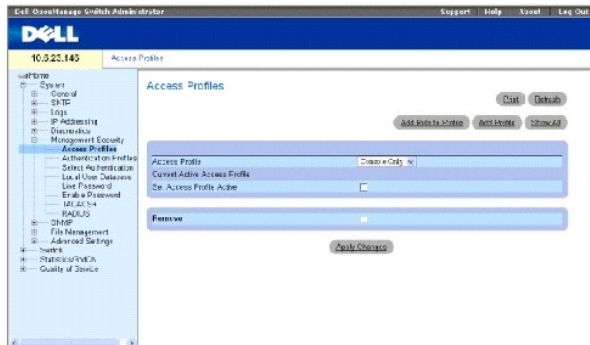 Dell OpenManage Switch Administrator
Support Help About Log Out
DELL
10.6.23.146
Access Profiles
Home
System
General
SNTP
Logs
IP Addressing
Diagnostics
Management Security
Access Profiles
Authentication Profiles
Select Authentication
Local User Database
Line Password
Enable Password
TACACS+
RADIUS
SNMP
File Management
Advanced Settings
Switch
Statistics/RMON
Quality of Service
Access Profiles
Print Refresh
Add Rule to Profile Add Profile Show All
Access Profile Console Only
Current Active Access Profile
Set Access Profile Active
Remove
Apply Changes